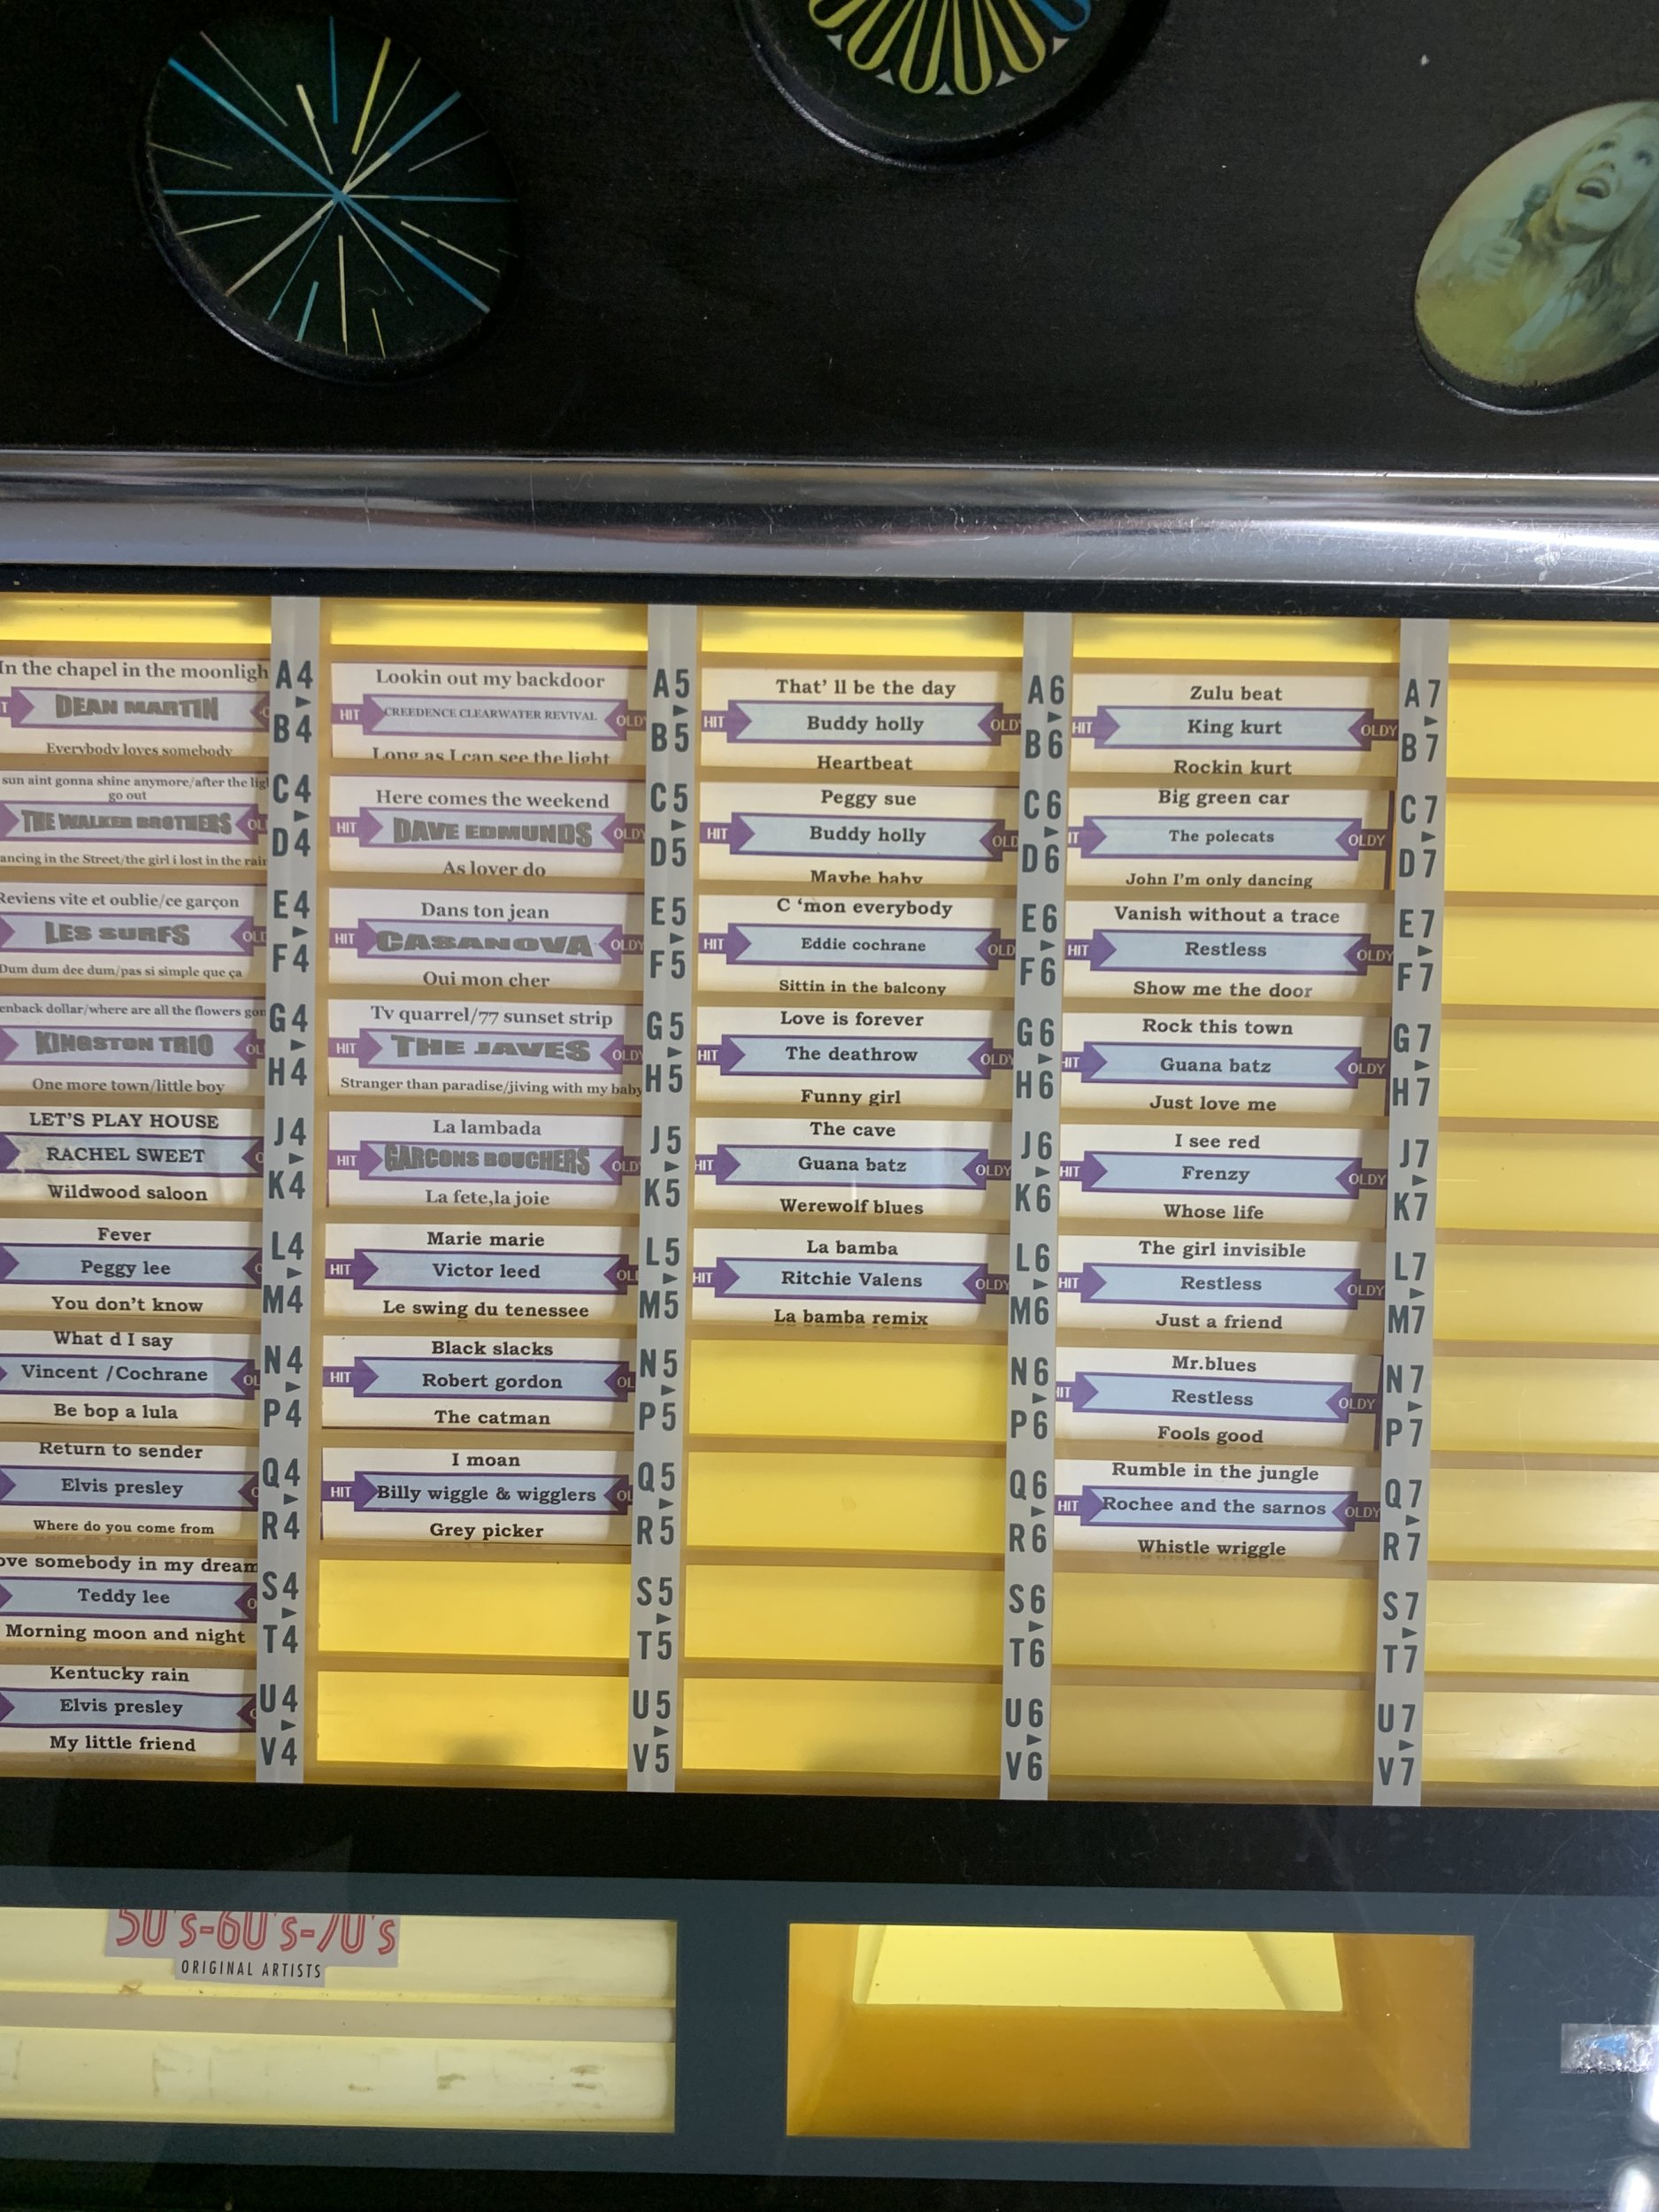 In the chapel in the moonligh
DEAN MARTIN
Everybody loves somebody
A4
B4
sun aint gonna shine anymore/after the lig
go out
THE WALKER BROTHERS OL
ancing in the Street/the girl i lost in the rain
C4
D4
Reviens vite et oublie/ce garçon
LES SURFS OLD
Dum dum dee dum/pas si simple que ça
E4
F4
enback dollar/where are all the flowers gon
KINGSTON TRIO OL
One more town/little boy
G4
H4
LET'S PLAY HOUSE
RACHEL SWEET O
Wildwood saloon
J4
K4
Fever
Peggy lee
You don't know
L4
M4
What d I say
Vincent /Cochrane OL
Be bop a lula
N4
P4
Return to sender
Elvis presley
Where do you come from
Q4
R4
ove somebody in my dream
Teddy lee O
Morning moon and night
S4
T4
Kentucky rain
Elvis presley
My little friend
U4
V4
Lookin out my backdoor
HIT CREEDENCE CLEARWATER REVIVAL OLD
Long as I can see the light
A5
B5
Here comes the weekend
HIT DAVE EDMUNDS OLDY
As lover do
C5
D5
Dans ton jean
HIT CASANOVA OLDY
Oui mon cher
E5
F5
Tv quarrel/77 sunset strip
HIT THE JAVES OLDY
Stranger than paradise/jiving with my baby
G5
H5
La lambada
HIT GARCONS BOUCHERS OLD
La fete,la joie
J5
K5
Marie marie
HIT Victor leed OLD
Le swing du tenessee
L5
M5
Black slacks
HIT Robert gordon OL
The catman
N5
P5
I moan
HIT Billy wiggle & wigglers OL
Grey picker
Q5
R5
S5
T5
U5
V5
That' ll be the day
HIT Buddy holly OLD
Heartbeat
A6
B6
Peggy sue
HIT Buddy holly OLD
Maybe baby
C6
D6
C 'mon everybody
HIT Eddie cochrane OLD
Sittin in the balcony
E6
F6
Love is forever
HIT The deathrow OLDY
Funny girl
G6
H6
The cave
HIT Guana batz OLDY
Werewolf blues
J6
K6
La bamba
HIT Ritchie Valens OLDY
La bamba remix
L6
M6
N6
P6
Q6
R6
S6
T6
U6
V6
Zulu beat
HIT King kurt OLDY
Rockin kurt
A7
B7
Big green car
IT The polecats OLDY
John I'm only dancing
C7
D7
Vanish without a trace
HIT Restless OLDY
Show me the door
E7
F7
Rock this town
HIT Guana batz OLDY
Just love me
G7
H7
I see red
HIT Frenzy OLDY
Whose life
J7
K7
The girl invisible
HIT Restless OLDY
Just a friend
L7
M7
Mr.blues
HIT Restless OLDY
Fools good
N7
P7
Rumble in the jungle
HIT Rochee and the sarnos OLDY
Whistle wriggle
Q7
R7
S7
T7
U7
V7
50's-60's-70's
ORIGINAL ARTISTS